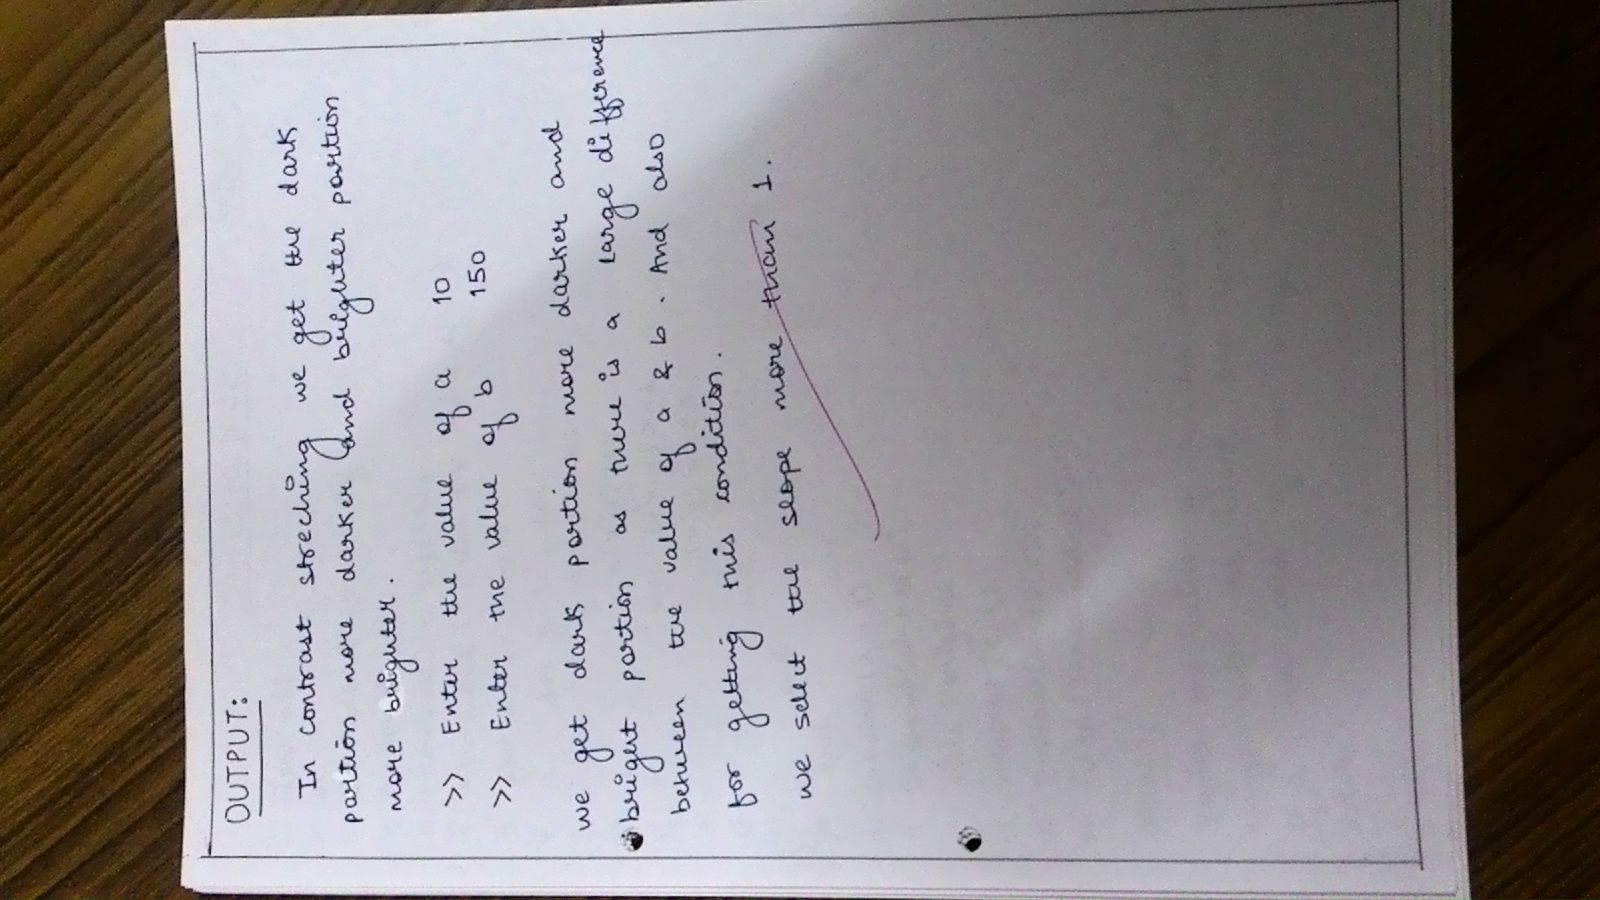 OUTPUT:
In contrast streching we get the dark
portion more darker and brighter portion
more brighter.
>> Enter the value of a 10
>> Enter the value of b 150
we get dark portion more darker and
bright portion as there is a large difference
between the value of a & b. And also
for getting this condition.
we select the slope more than 1.